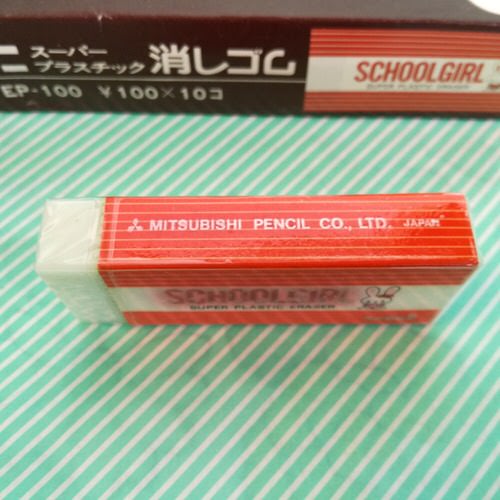 ニ スーパー
プラスチック 消しゴム
EP-100 ¥100×10コ
SCHOOLGIRL
SUPER PLASTIC ERASER
MITSUBISHI PENCIL CO., LTD. JAPAN
SCHOOLGIRL
SUPER PLASTIC ERASER